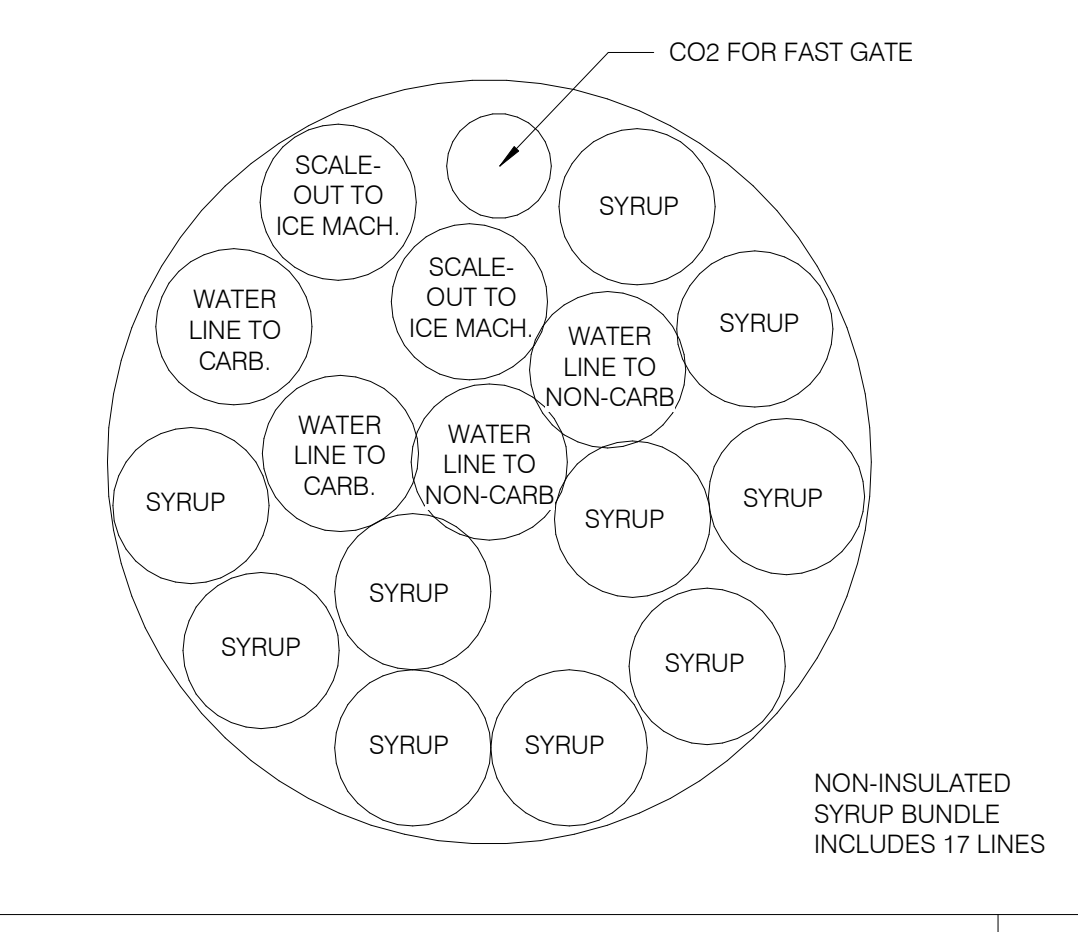 CO2 FOR FAST GATE
SCALE-
OUT TO
ICE MACH.
SYRUP
SCALE-
OUT TO
ICE MACH.
WATER
LINE TO
CARB.
WATER
LINE TO
NON-CARB
SYRUP
WATER
LINE TO
CARB.
WATER
LINE TO
NON-CARB
SYRUP
SYRUP
SYRUP
SYRUP
SYRUP
SYRUP
SYRUP
SYRUP
NON-INSULATED
SYRUP BUNDLE
INCLUDES 17 LINES